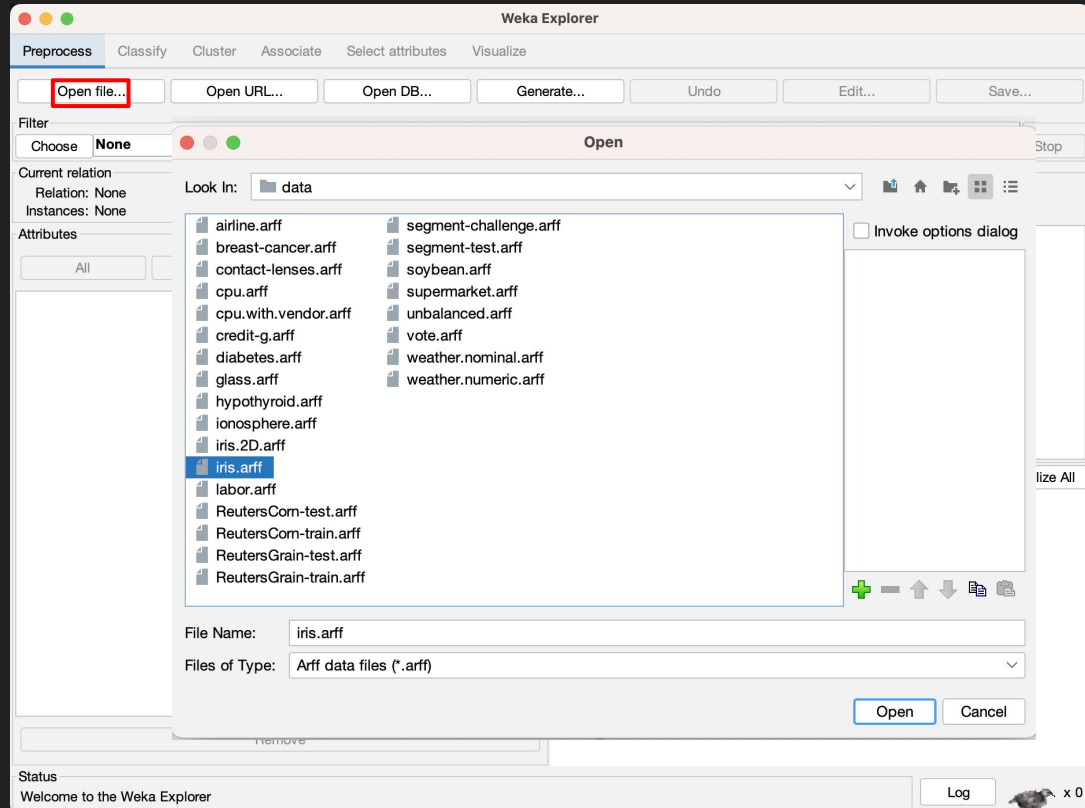 Weka Explorer
Preprocess Classify Cluster Associate Select attributes Visualize
Open file... Open URL... Open DB... Generate... Undo Edit... Save...
Filter
Choose None
Stop
Current relation
Relation: None
Instances: None
Attributes
All
Open
Look In: data
airline.arff
breast-cancer.arff
contact-lenses.arff
cpu.arff
cpu.with.vendor.arff
credit-g.arff
diabetes.arff
glass.arff
hypothyroid.arff
ionosphere.arff
iris.2D.arff
iris.arff
labor.arff
ReutersCorn-test.arff
ReutersCorn-train.arff
ReutersGrain-test.arff
ReutersGrain-train.arff
segment-challenge.arff
segment-test.arff
soybean.arff
supermarket.arff
unbalanced.arff
vote.arff
weather.nominal.arff
weather.numeric.arff
Invoke options dialog
lize All
File Name: iris.arff
Files of Type: Arff data files (*.arff)
Open Cancel
Remove
Status
Welcome to the Weka Explorer
Log x 0